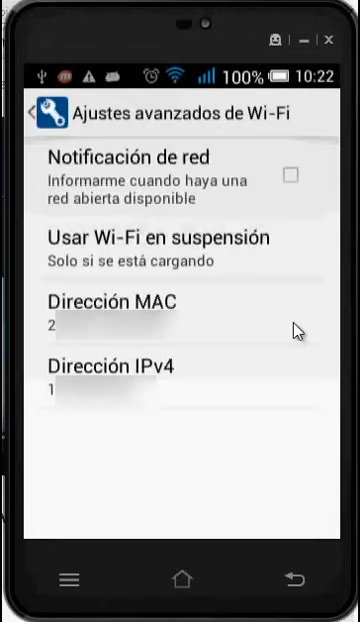 100% 10:22
Ajustes avanzados de Wi-Fi
Notificación de red
Informarme cuando haya una
red abierta disponible
Usar Wi-Fi en suspensión
Solo si se está cargando
Dirección MAC
2
Dirección IPv4
1